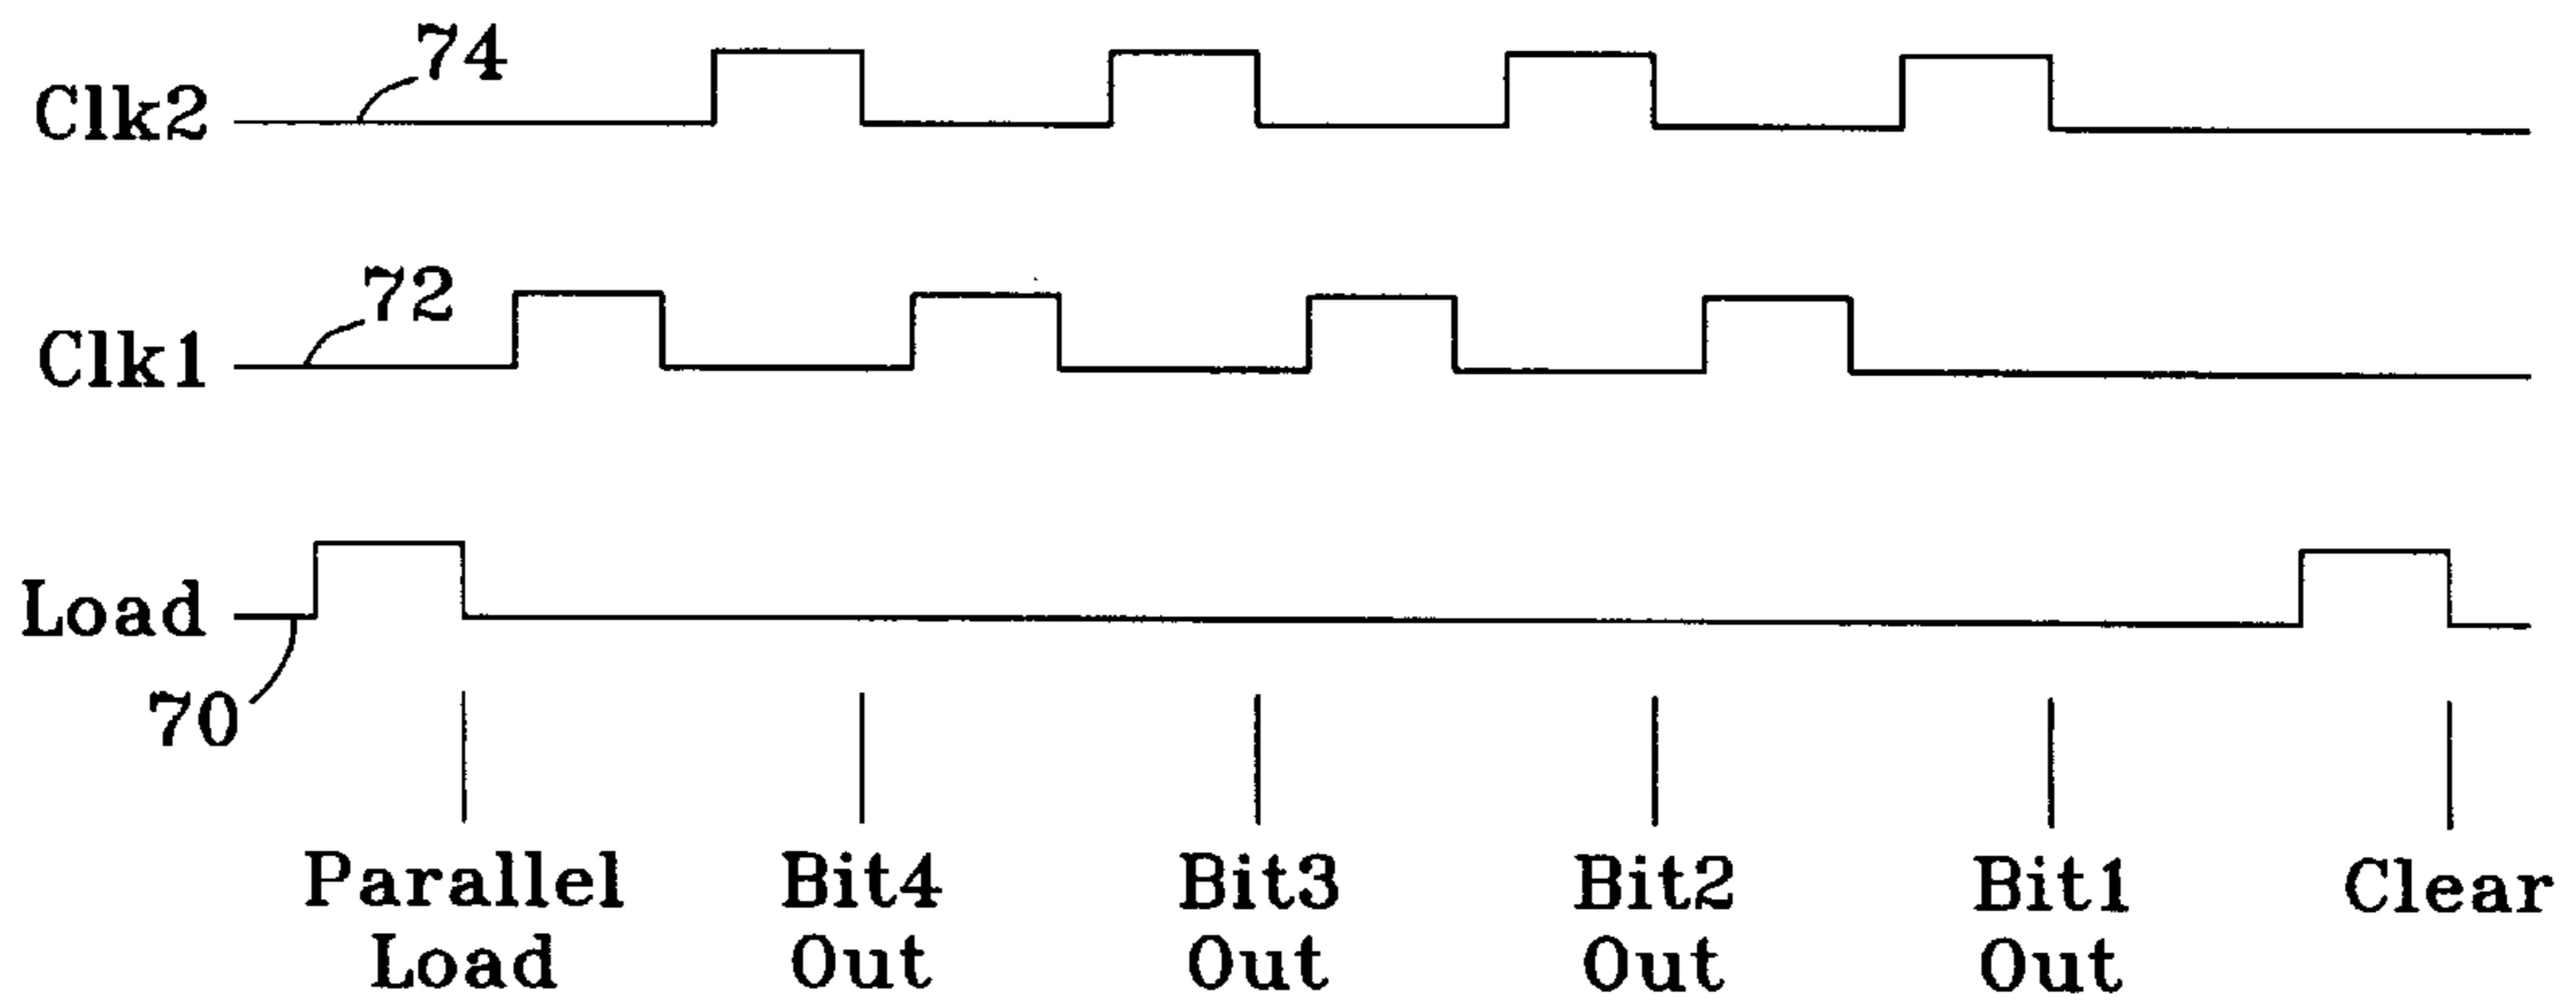 74
Clk2
72
Clk1
Load
70
Parallel
Load
Bit4
Out
Bit3
Out
Bit2
Out
Bit1
Out
Clear